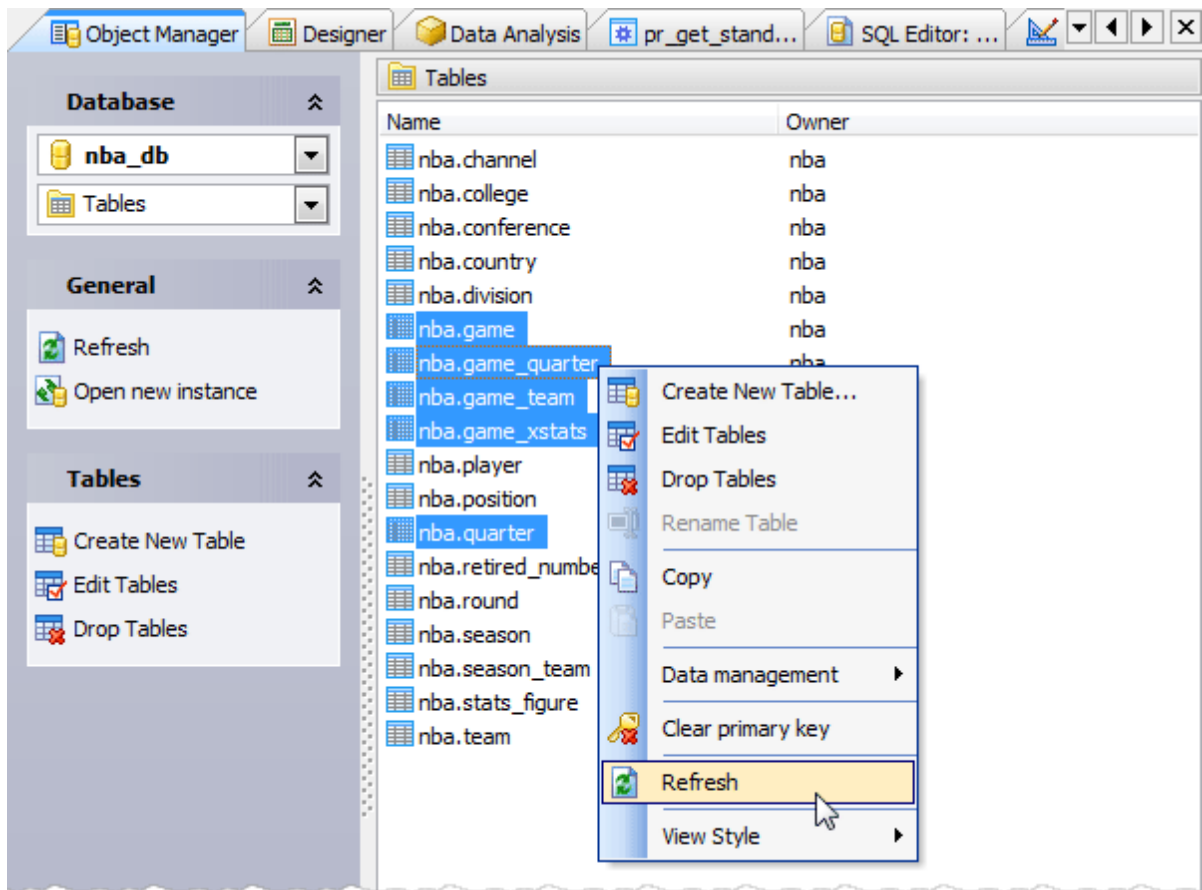 Object Manager Designer Data Analysis pr_get_stand... SQL Editor: ...
Database
nba_db
Tables
General
Refresh
Open new instance
Tables
Create New Table
Edit Tables
Drop Tables
Tables
Name Owner
nba.channel nba
nba.college nba
nba.conference nba
nba.country nba
nba.division nba
nba.game nba
nba.game_quarter nba
nba.game_team
nba.game_xstats
nba.player
nba.position
nba.quarter
nba.retired_numbe
nba.round
nba.season
nba.season_team
nba.stats_figure
nba.team
Create New Table...
Edit Tables
Drop Tables
Rename Table
Copy
Paste
Data management
Clear primary key
Refresh
View Style